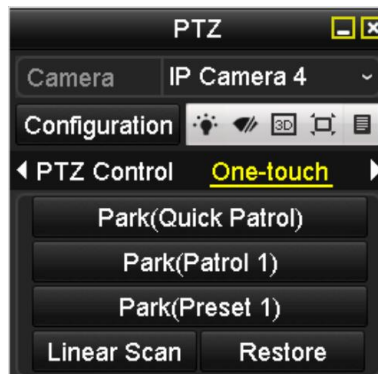 PTZ
Camera IP Camera 4
Configuration 3D
PTZ Control One-touch
Park(Quick Patrol)
Park(Patrol 1)
Park(Preset 1)
Linear Scan Restore